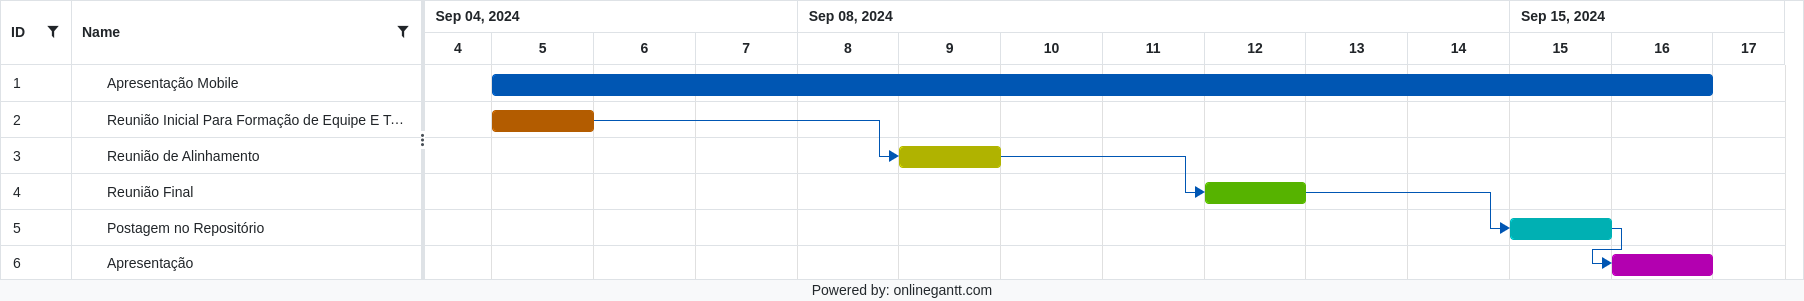 ID Name Sep 04, 2024 Sep 08, 2024 Sep 15, 2024
4 5 6 7 8 9 10 11 12 13 14 15 16 17
1 Apresentação Mobile
2 Reunião Inicial Para Formação de Equipe E T...
3 Reunião de Alinhamento
4 Reunião Final
5 Postagem no Repositório
6 Apresentação
Powered by: onlinegantt.com